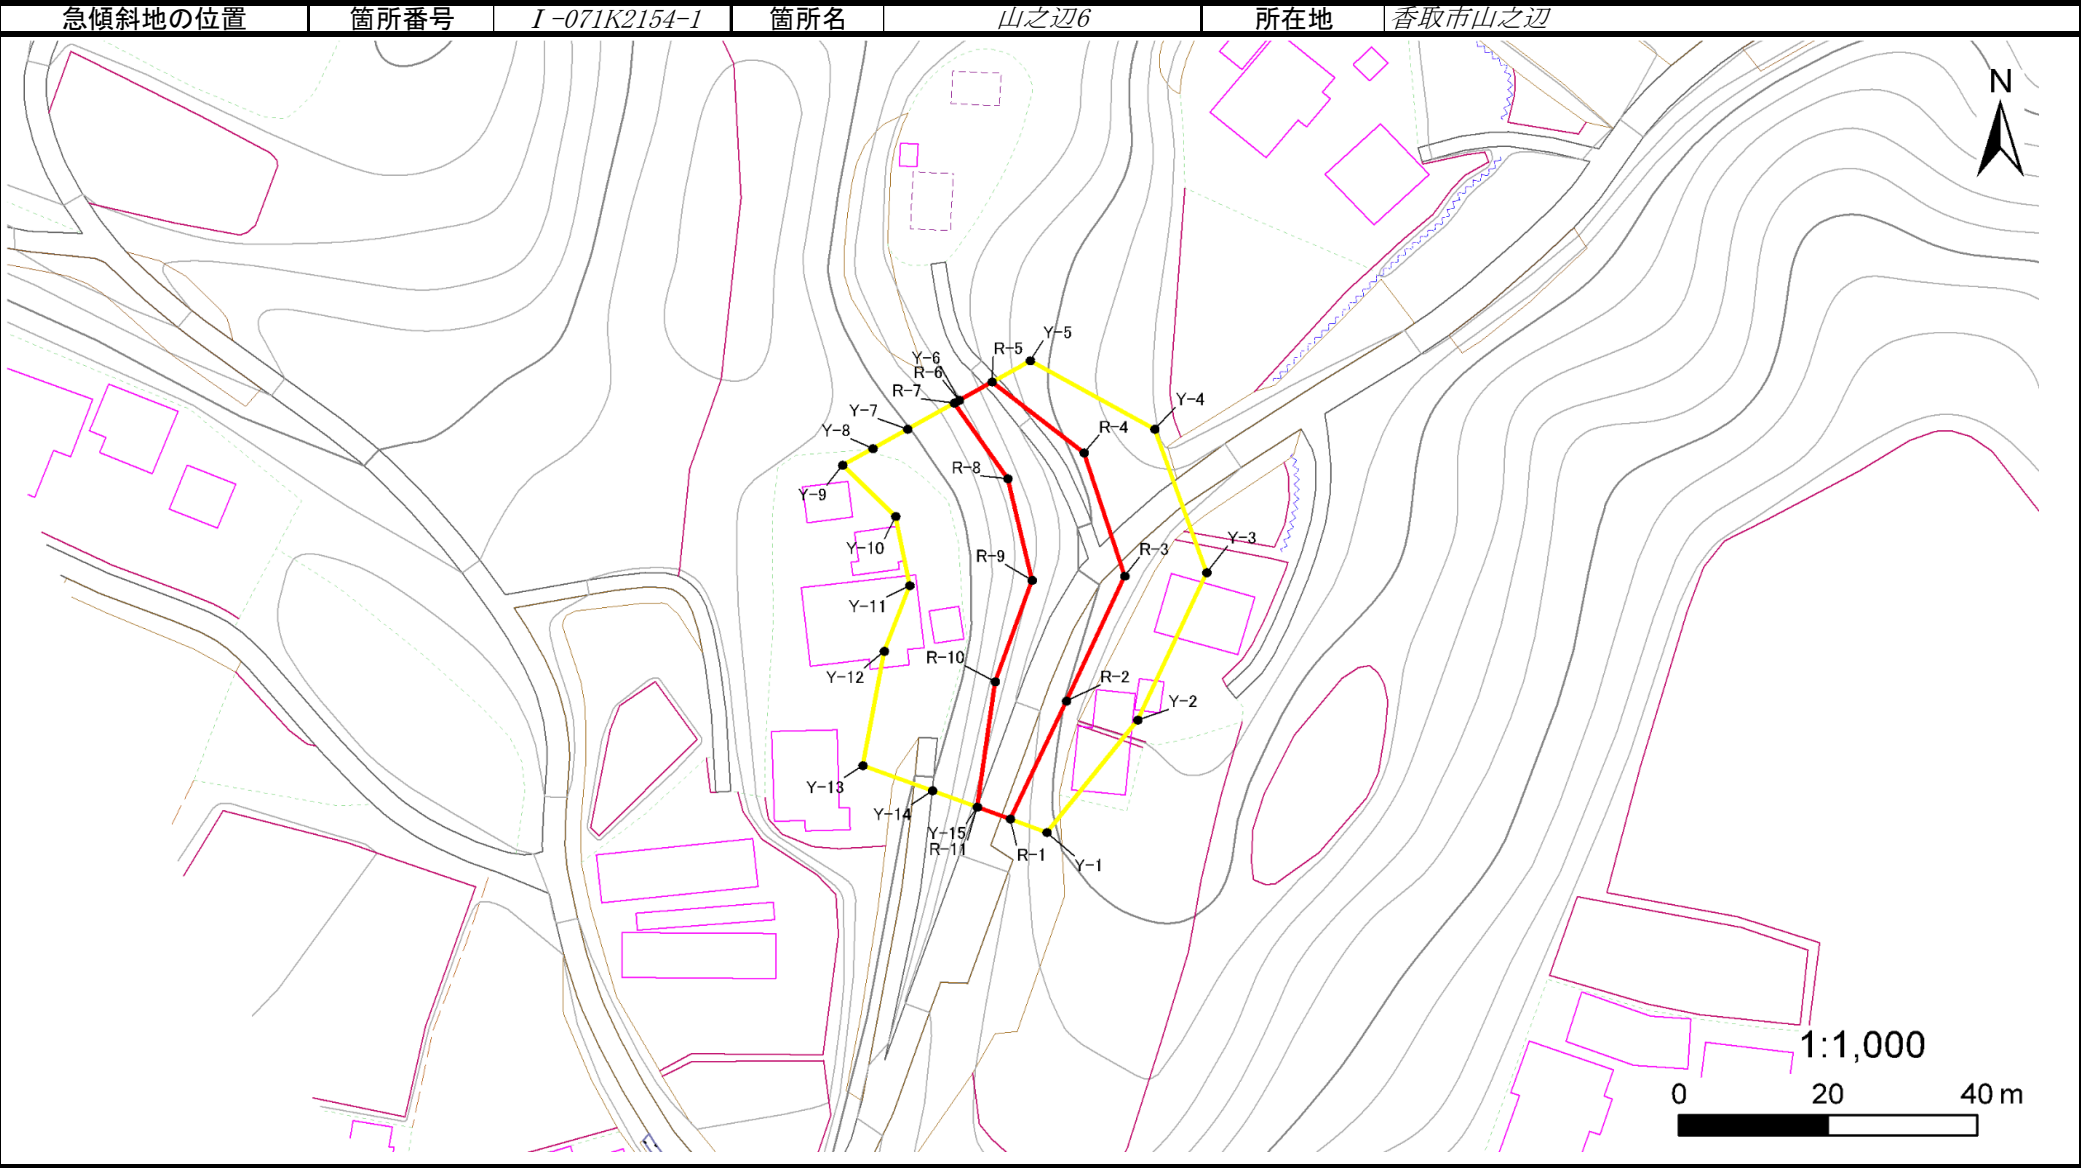 急傾斜地の位置 箇所番号 Ⅰ-071K2154-1 箇所名 山之辺6 所在地 香取市山之辺
N
Y-5
R-5
Y-6
R-6
R-7
Y-7
Y-4
Y-8
R-4
R-8
Y-9
Y-3
Y-10
R-3
R-9
Y-11
R-10
Y-12
R-2
Y-2
Y-13
Y-14
Y-15
R-11
R-1
Y-1
1:1,000
0 20 40 m